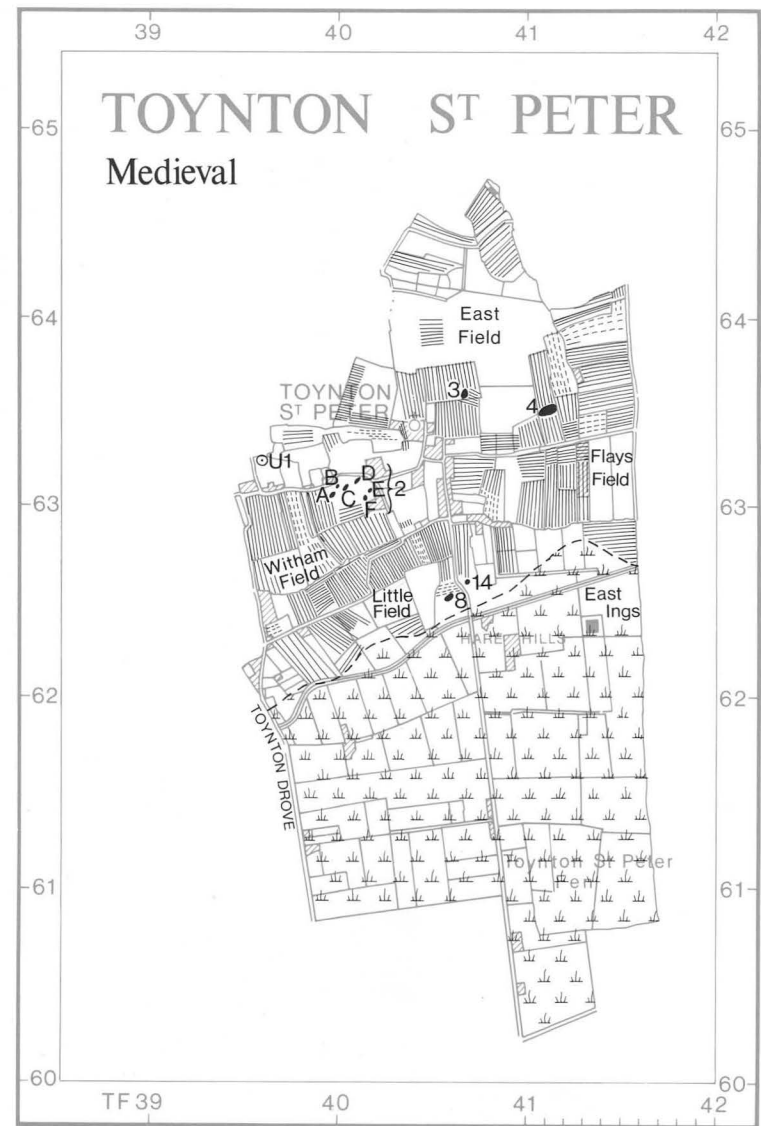 39 40 41 42
TOYNTON ST PETER
Medieval
65 65
64 64
East
Field
TOYNTON
ST PETER
3
4
U1
B D
A C E 2
F
Flays
Field
63 63
Witham
Field
Little
Field
14
8
East
Ings
HARE HILLS
62 62
TOYNTON DROVE
Toynton St Peter
Fen
61 61
60 60
TF 39 40 41 42